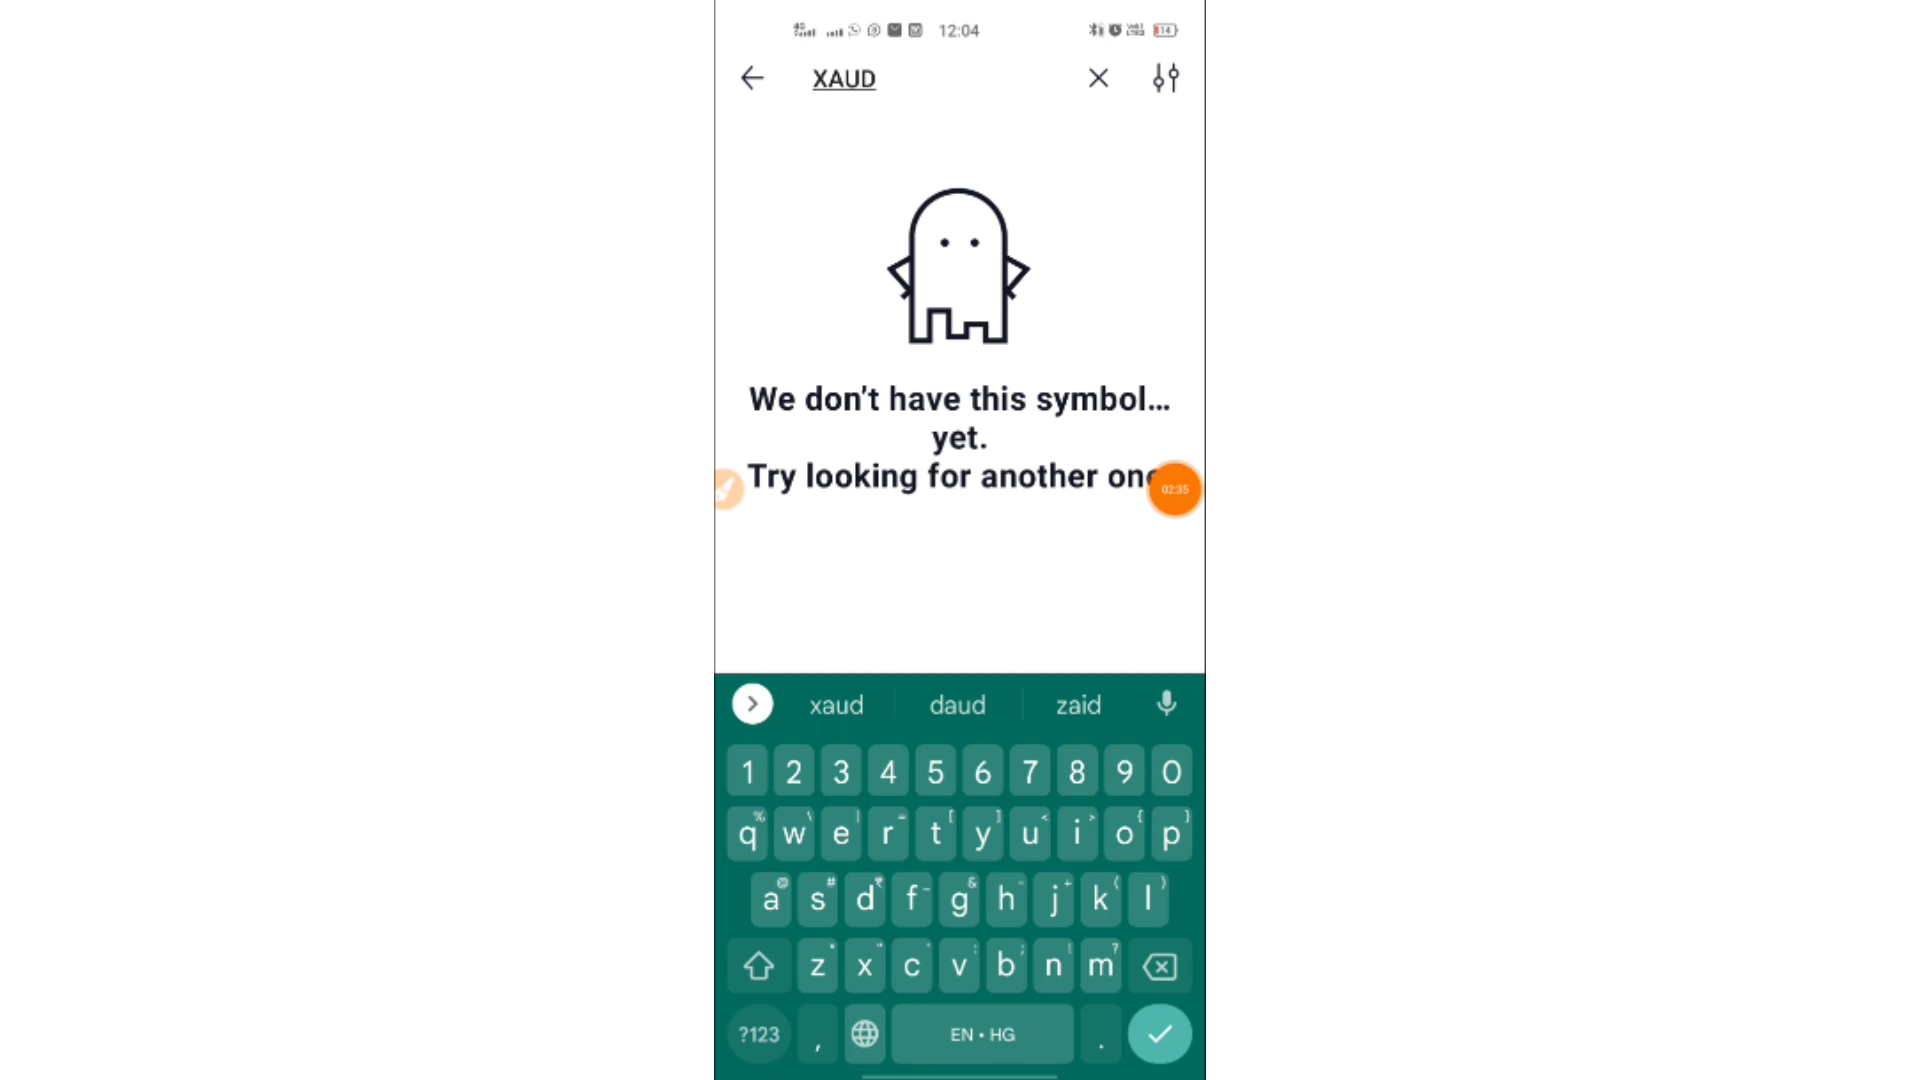 12:04 14
XAUD
We don't have this symbol…
yet.
Try looking for another one
02:35
xaud daud zaid
1 2 3 4 5 6 7 8 9 0
q w e r t y u i o p
a s d f g h j k l
z x c v b n m
?123 , EN • HG .